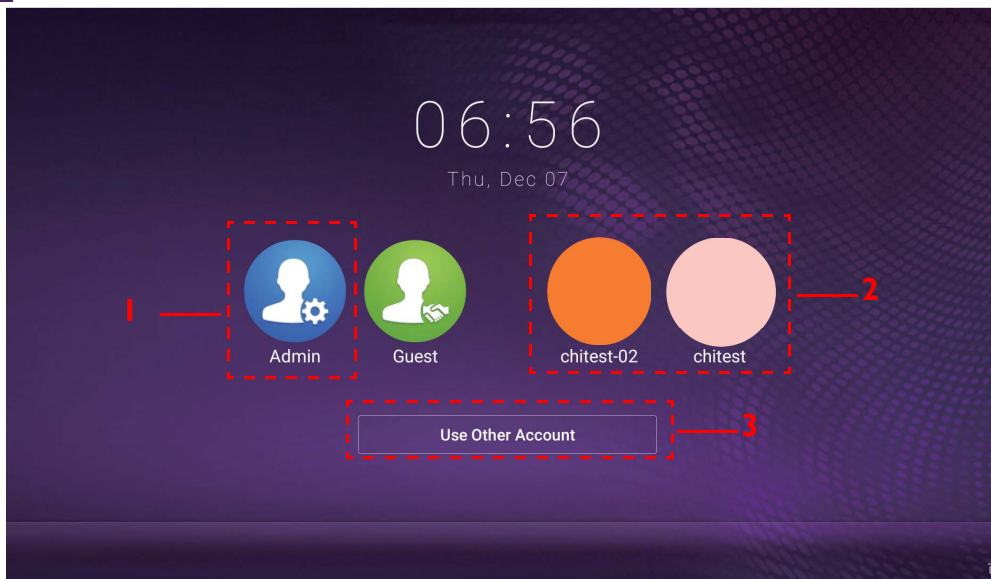 06:56
Thu, Dec 07
1
2
Admin
Guest
chitest-02
chitest
Use Other Account
3